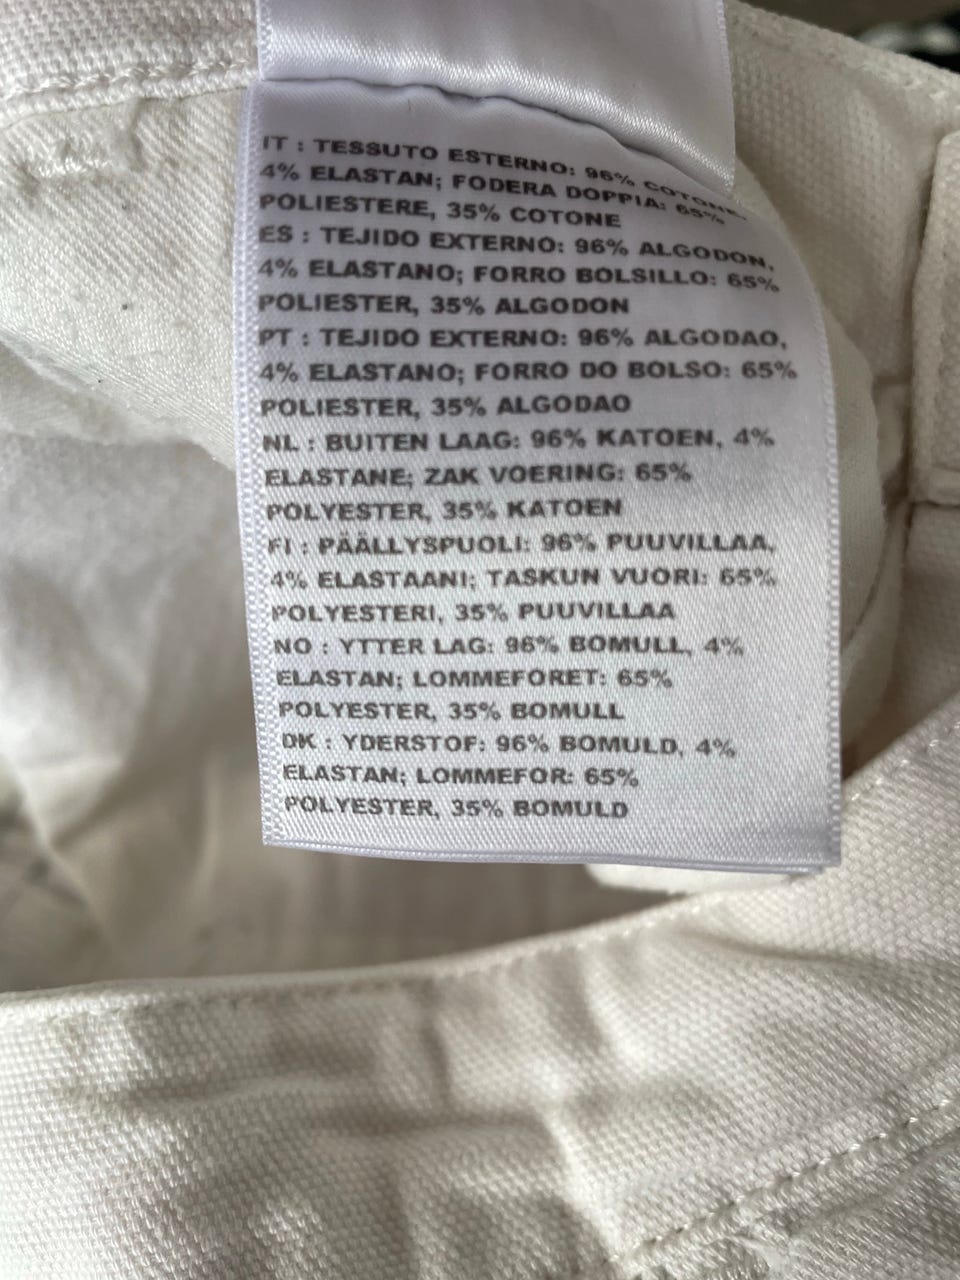 IT : TESSUTO ESTERNO: 96% COTONE,
4% ELASTAN; FODERA DOPPIA: 65%
POLIESTERE, 35% COTONE
ES : TEJIDO EXTERNO: 96% ALGODON,
4% ELASTANO; FORRO BOLSILLO: 65%
POLIESTER, 35% ALGODON
PT : TEJIDO EXTERNO: 96% ALGODAO,
4% ELASTANO; FORRO DO BOLSO: 65%
POLIESTER, 35% ALGODAO
NL : BUITEN LAAG: 96% KATOEN, 4%
ELASTANE; ZAK VOERING: 65%
POLYESTER, 35% KATOEN
FI : PÄÄLLYSPUOLI: 96% PUUVILLAA,
4% ELASTAANI; TASKUN VUORI: 65%
POLYESTERI, 35% PUUVILLAA
NO : YTTER LAG: 96% BOMULL, 4%
ELASTAN; LOMMEFORET: 65%
POLYESTER, 35% BOMULL
DK : YDERSTOF: 96% BOMULD, 4%
ELASTAN; LOMMEFOR: 65%
POLYESTER, 35% BOMULD